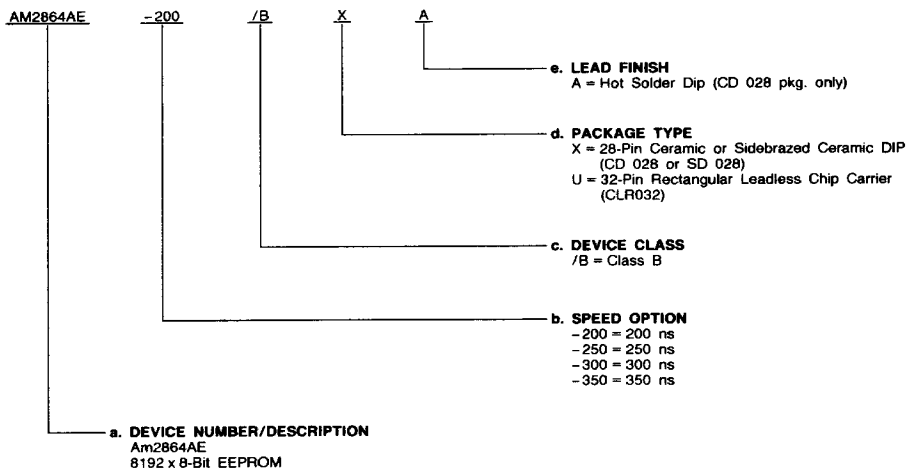 AM2864AE -200 /B X A
e. LEAD FINISH
A = Hot Solder Dip (CD 028 pkg. only)
d. PACKAGE TYPE
X = 28-Pin Ceramic or Sidebrazed Ceramic DIP
(CD 028 or SD 028)
U = 32-Pin Rectangular Leadless Chip Carrier
(CLR032)
c. DEVICE CLASS
/B = Class B
b. SPEED OPTION
-200 = 200 ns
-250 = 250 ns
-300 = 300 ns
-350 = 350 ns
a. DEVICE NUMBER/DESCRIPTION
Am2864AE
8192 x 8-Bit EEPROM